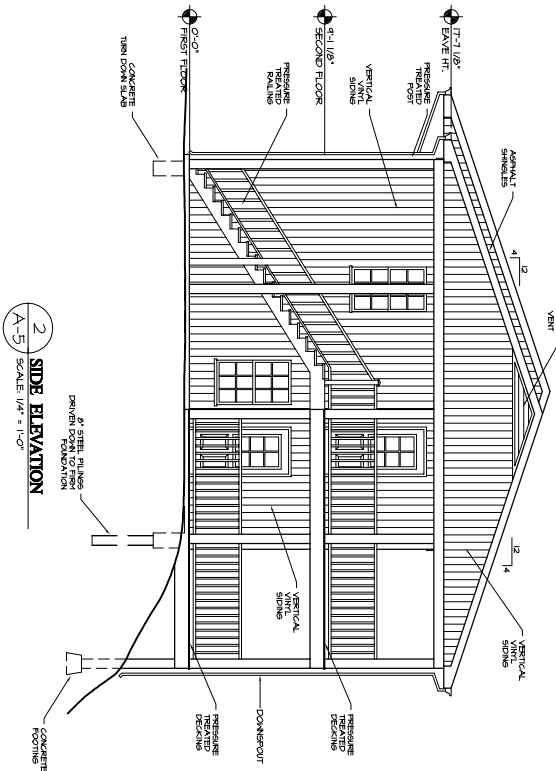 17'-7 1/8"
EAVE HT.
9'-1 1/8"
SECOND FLOOR
0'-0"
FIRST FLOOR
PRESSURE
TREATED
POST
VERTICAL
VINYL
SIDING
PRESSURE
TREATED
RAILING
CONCRETE
TURN DOWN SLAB
ASPHALT
SHINGLES
12
4
VENT
12
4
VERTICAL
VINYL
SIDING
VERTICAL
VINYL
SIDING
PRESSURE
TREATED
DECKING
DOWNSPOUT
PRESSURE
TREATED
DECKING
CONCRETE
FOOTING
8" STEEL PILINGS
DRIVEN DOWN TO FIRM
FOUNDATION
2
A-5
SIDE ELEVATION
SCALE: 1/4" = 1'-0"